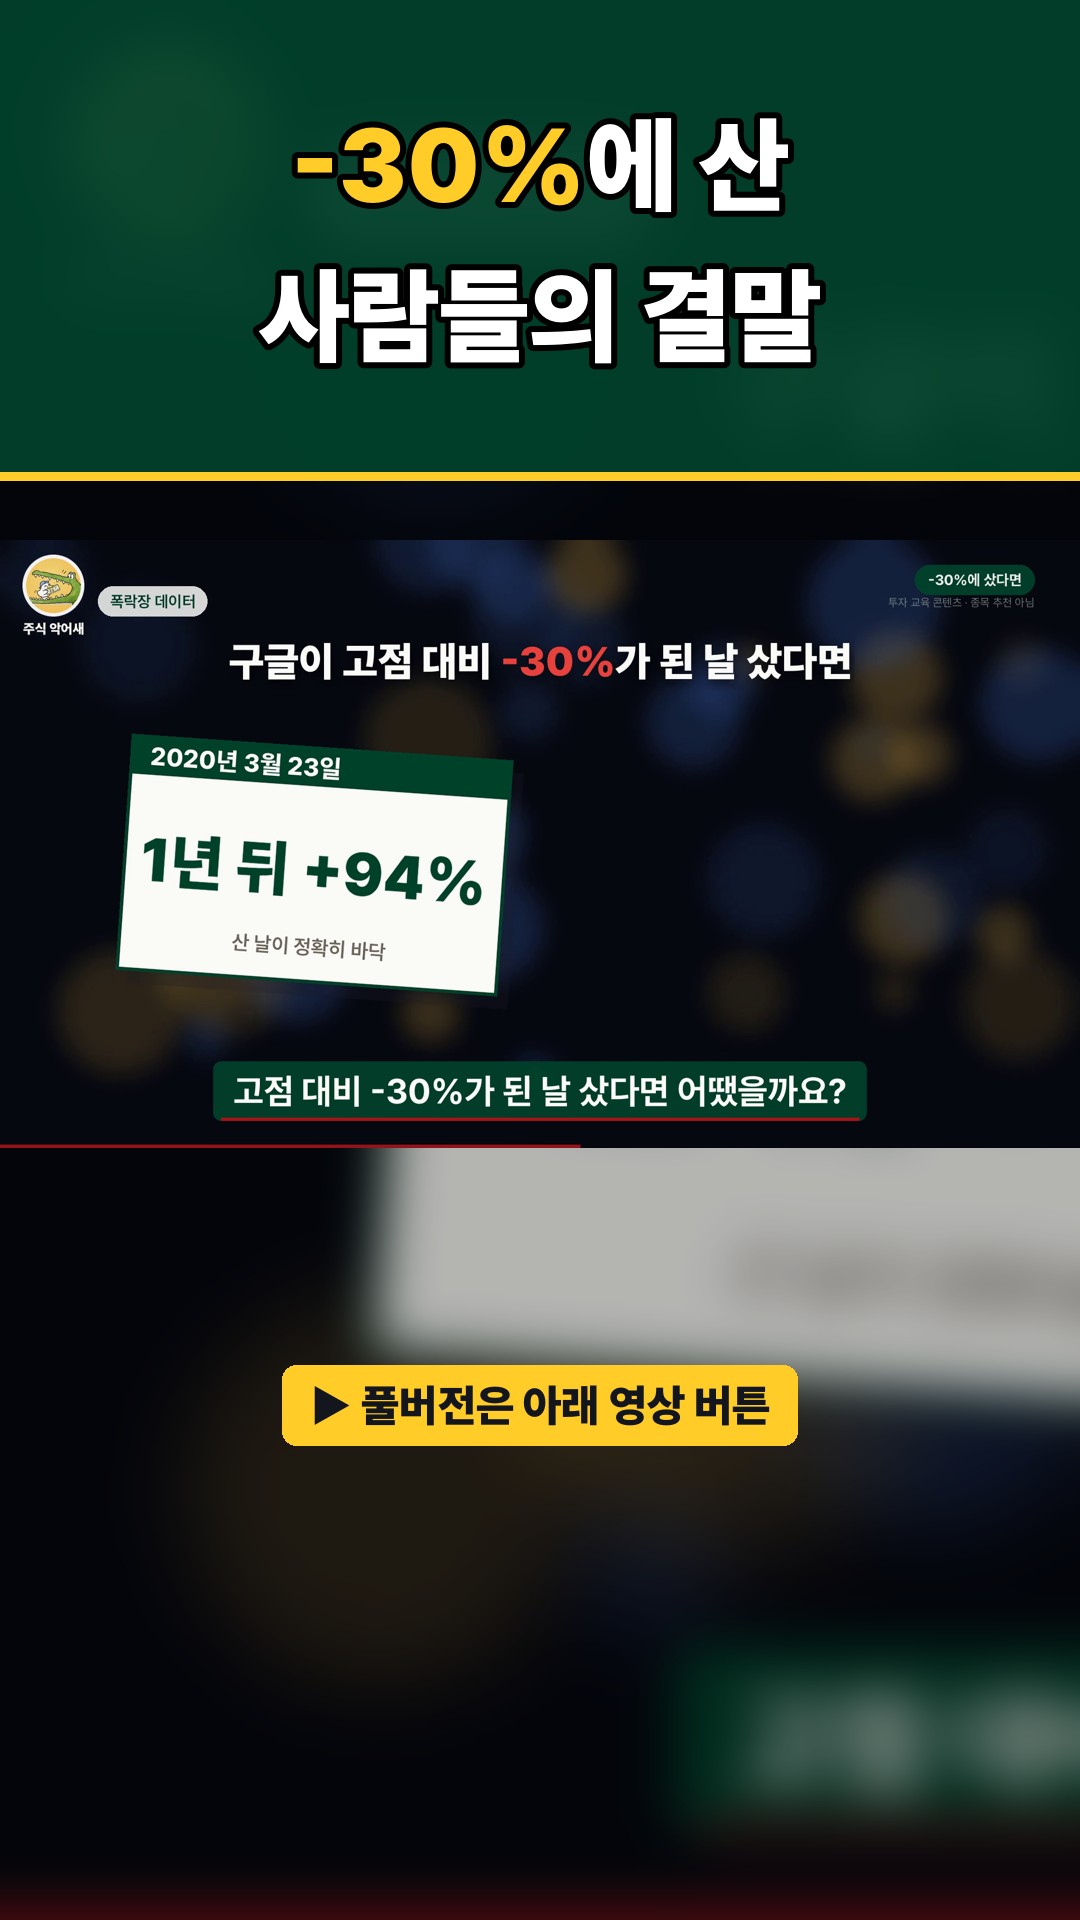 -30%에 산
사람들의 결말
주식 악어새
폭락장 데이터
-30%에 샀다면
투자 교육 콘텐츠 · 종목 추천 아님
구글이 고점 대비 -30%가 된 날 샀다면
2020년 3월 23일
1년 뒤 +94%
산 날이 정확히 바닥
고점 대비 -30%가 된 날 샀다면 어땠을까요?
▶ 풀버전은 아래 영상 버튼